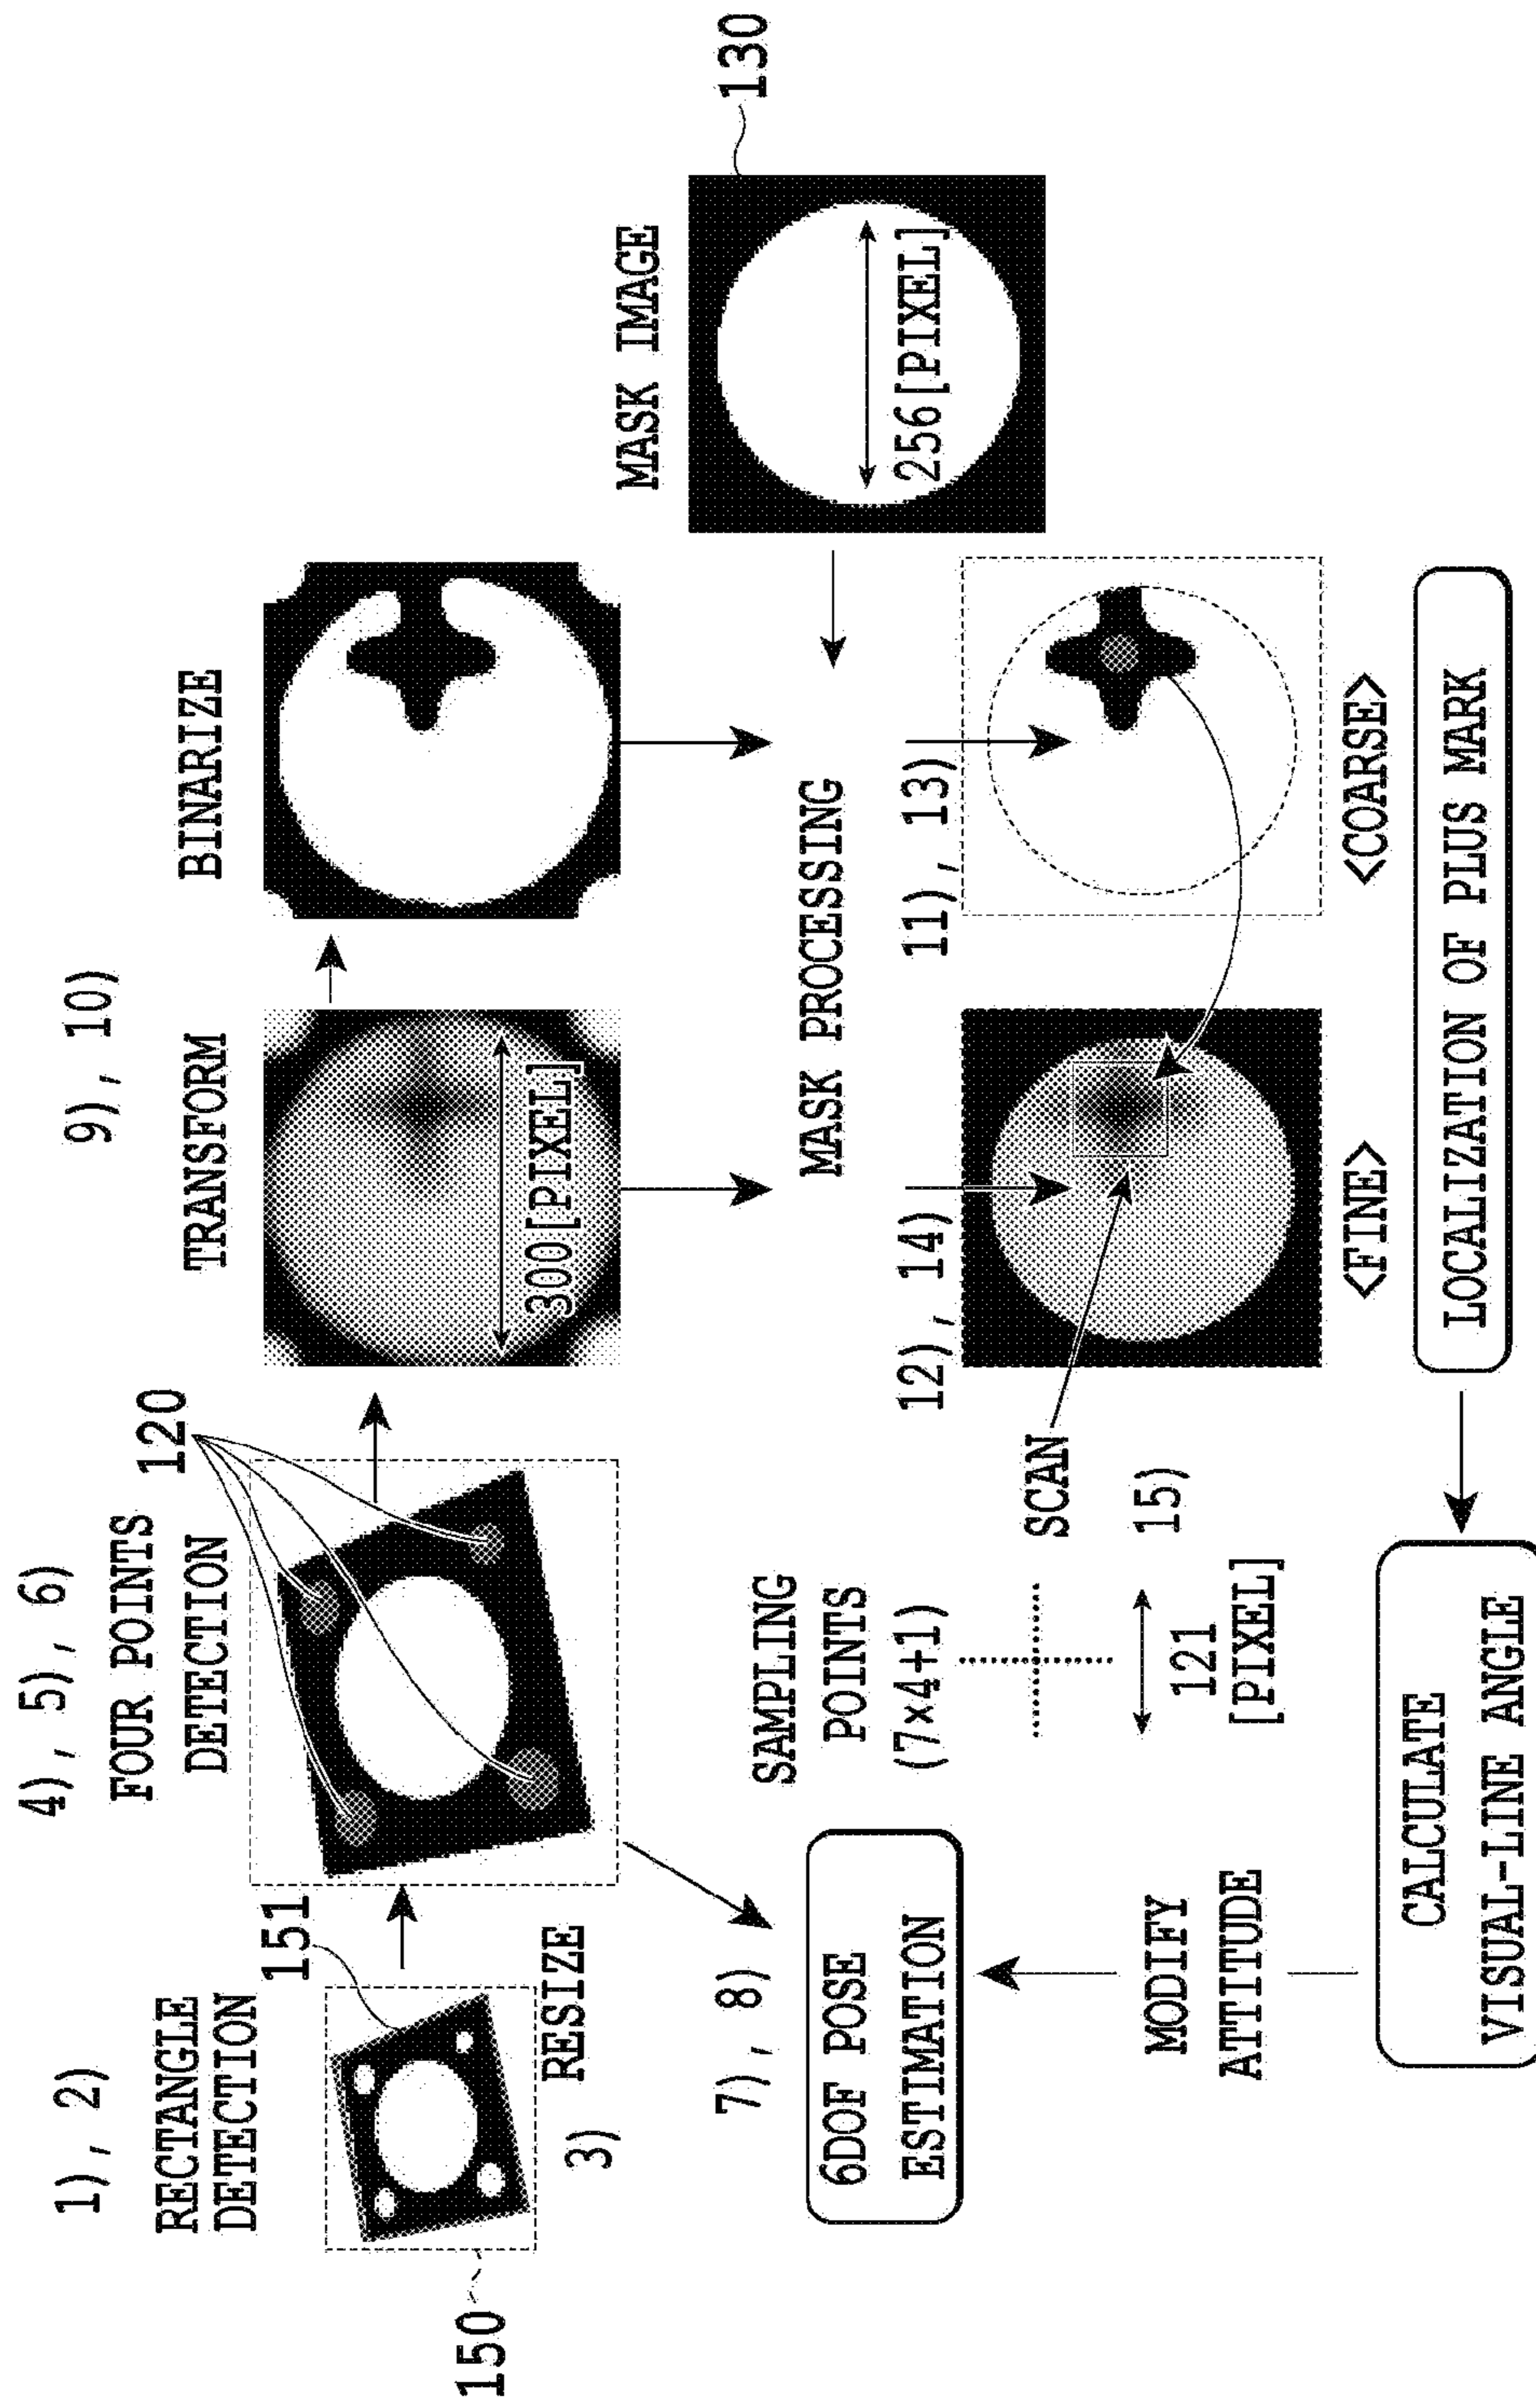 1), 2)
RECTANGLE
DETECTION
150
151
3)
RESIZE
4), 5), 6)
FOUR POINTS
DETECTION
120
9), 10)
TRANSFORM
300[PIXEL]
BINARIZE
MASK IMAGE
256[PIXEL]
130
MASK PROCESSING
7), 8)
6DOF POSE
ESTIMATION
SAMPLING
POINTS
(7×4+1)
SCAN
15)
121
[PIXEL]
12), 14)
11), 13)
<FINE>
<COARSE>
MODIFY
ATTITUDE
CALCULATE
VISUAL-LINE ANGLE
LOCALIZATION OF PLUS MARK